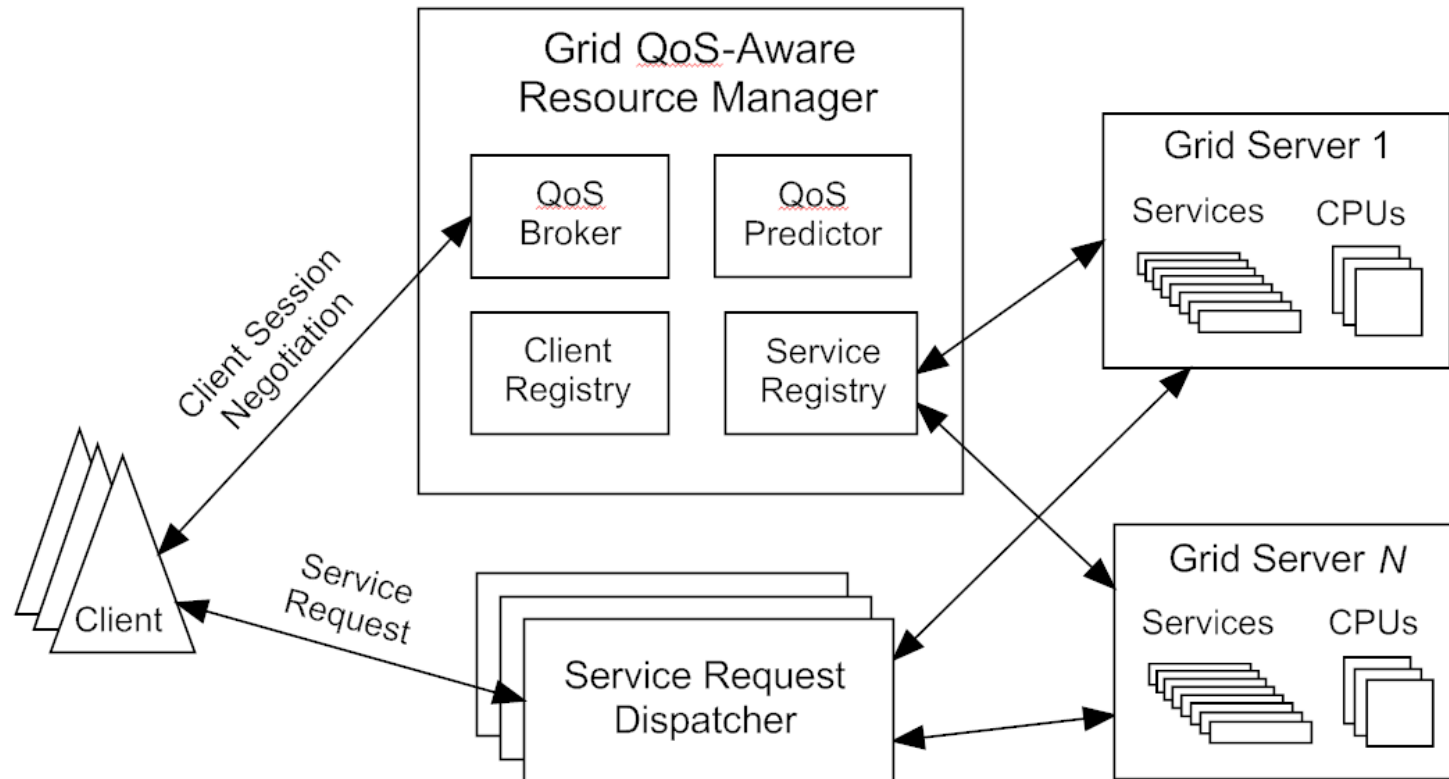 Grid QoS-Aware
Resource Manager
QoS
Broker
QoS
Predictor
Client
Registry
Service
Registry
Client Session
Negotiation
Client
Service
Request
Service Request
Dispatcher
Grid Server 1
Services
CPUs
Grid Server N
Services
CPUs